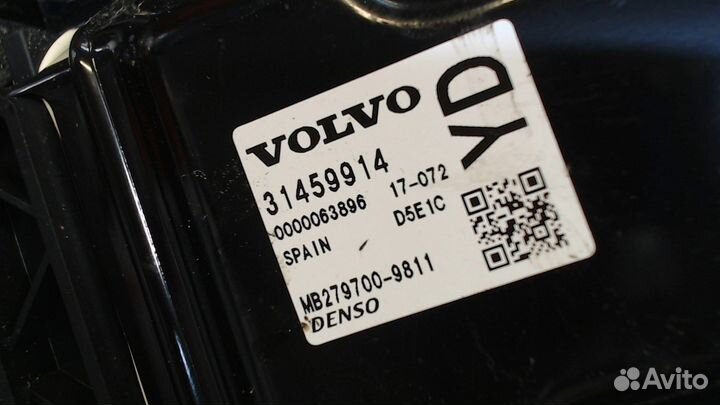 VOLVO
YD
31459914
0000063896 17-072
SPAIN D5E1C
MB279700-9811
DENSO
Avito